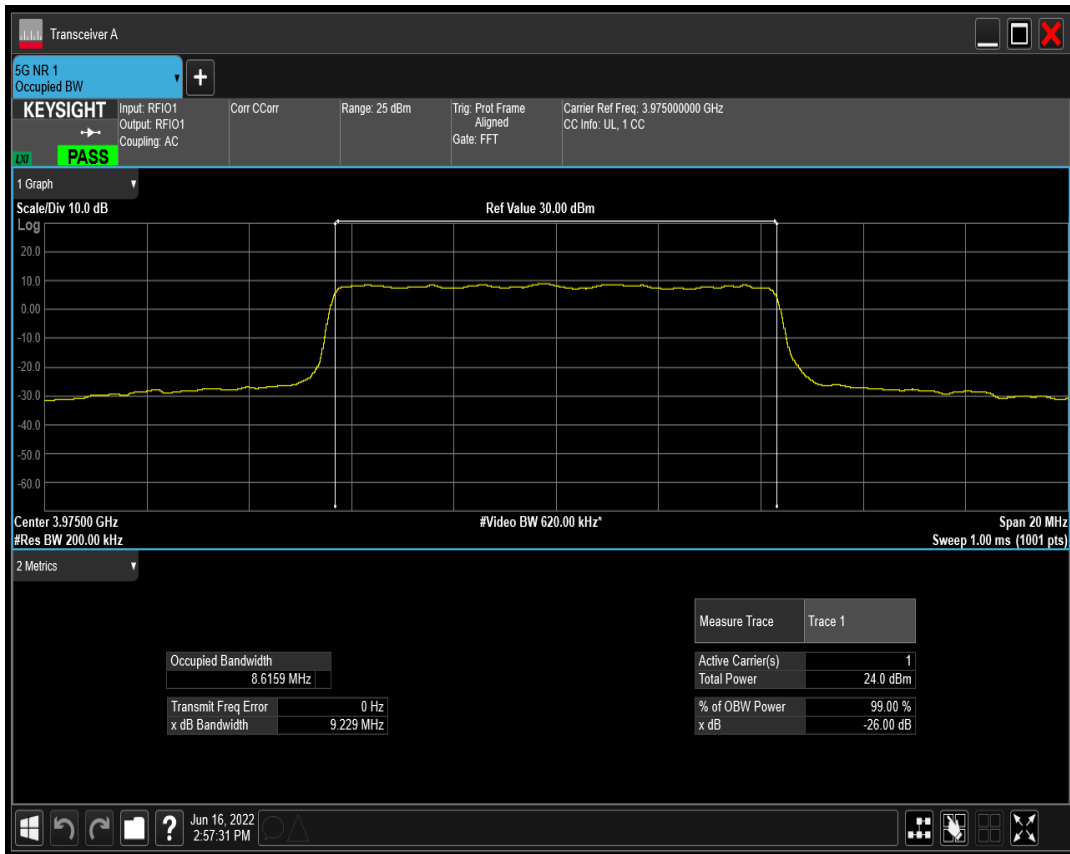 Transceiver A
5G NR 1
Occupied BW
+
KEYSIGHT
LXI
PASS
Input: RFIO1
Output: RFIO1
Coupling: AC
Corr CCorr
Range: 25 dBm
Trig: Prot Frame
Aligned
Gate: FFT
Carrier Ref Freq: 3.975000000 GHz
CC Info: UL, 1 CC
1 Graph
Scale/Div 10.0 dB
Ref Value 30.00 dBm
Log
20.0
10.0
0.00
-10.0
-20.0
-30.0
-40.0
-50.0
-60.0
Center 3.97500 GHz
#Video BW 620.00 kHz*
Span 20 MHz
#Res BW 200.00 kHz
Sweep 1.00 ms (1001 pts)
2 Metrics
Measure Trace Trace 1
Occupied Bandwidth
8.6159 MHz
Active Carrier(s) 1
Total Power 24.0 dBm
Transmit Freq Error 0 Hz
x dB Bandwidth 9.229 MHz
% of OBW Power 99.00 %
x dB -26.00 dB
?
Jun 16, 2022
2:57:31 PM